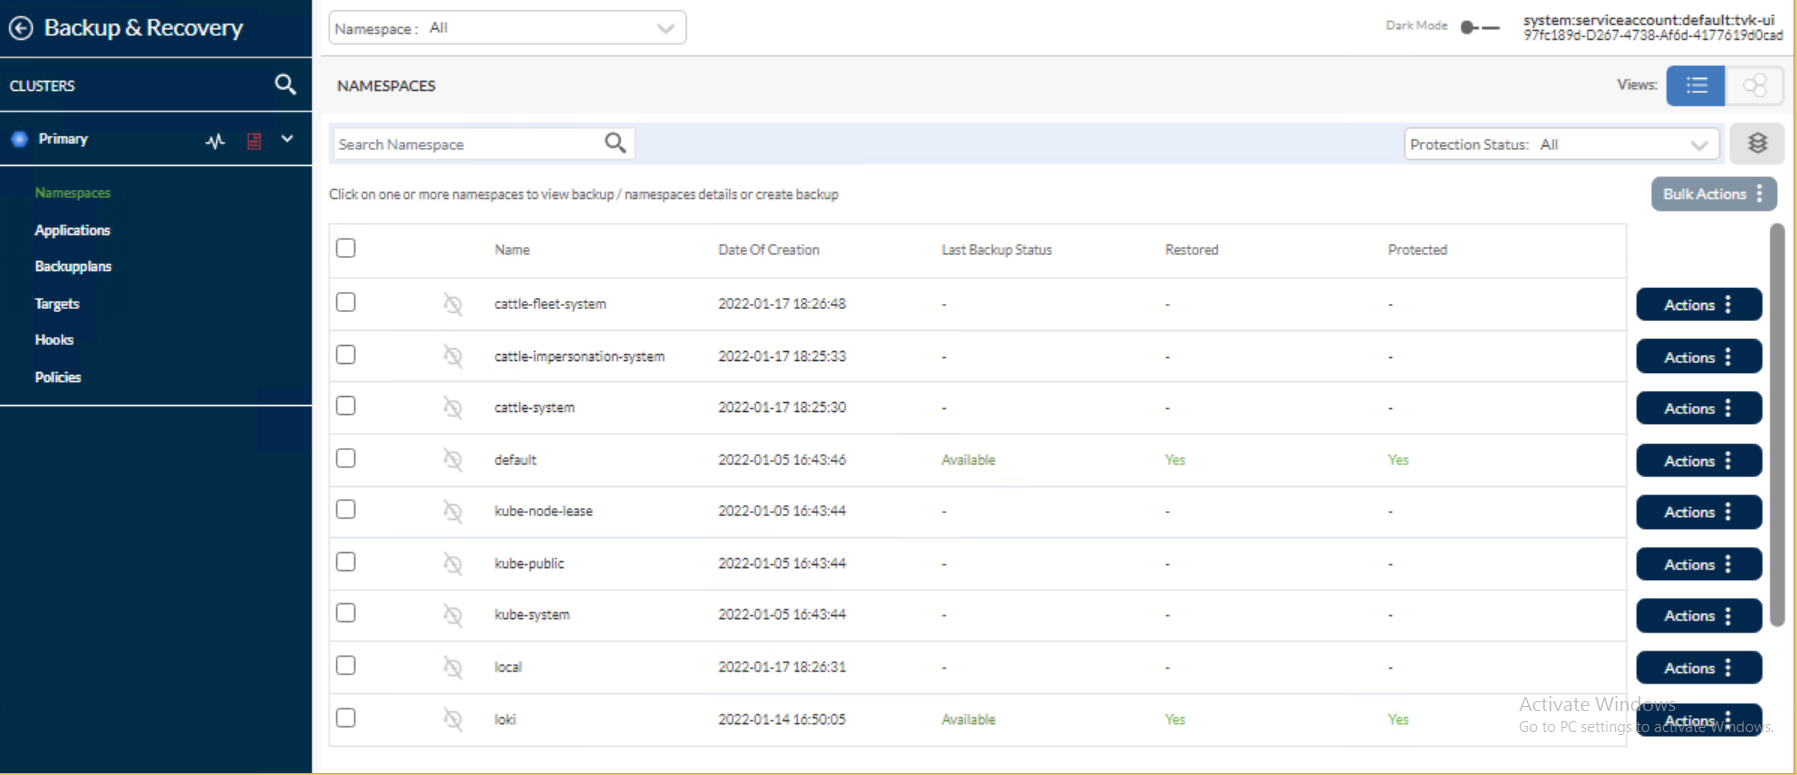 Backup & Recovery
Namespace : All
Dark Mode
system:serviceaccount:default:tvk-ui
97fc189d-D267-4738-Af6d-4177619d0cad
CLUSTERS
NAMESPACES
Views:
Primary
Search Namespace
Protection Status: All
Namespaces
Click on one or more namespaces to view backup / namespaces details or create backup
Bulk Actions
Applications
Backupplans
Targets
Hooks
Policies
Name Date Of Creation Last Backup Status Restored Protected
cattle-fleet-system 2022-01-17 18:26:48 - - - Actions
cattle-impersonation-system 2022-01-17 18:25:33 - - - Actions
cattle-system 2022-01-17 18:25:30 - - - Actions
default 2022-01-05 16:43:46 Available Yes Yes Actions
kube-node-lease 2022-01-05 16:43:44 - - - Actions
kube-public 2022-01-05 16:43:44 - - - Actions
kube-system 2022-01-05 16:43:44 - - - Actions
local 2022-01-17 18:26:31 - - - Actions
loki 2022-01-14 16:50:05 Available Yes Yes Actions
Activate Windows
Go to PC settings to activate Windows.